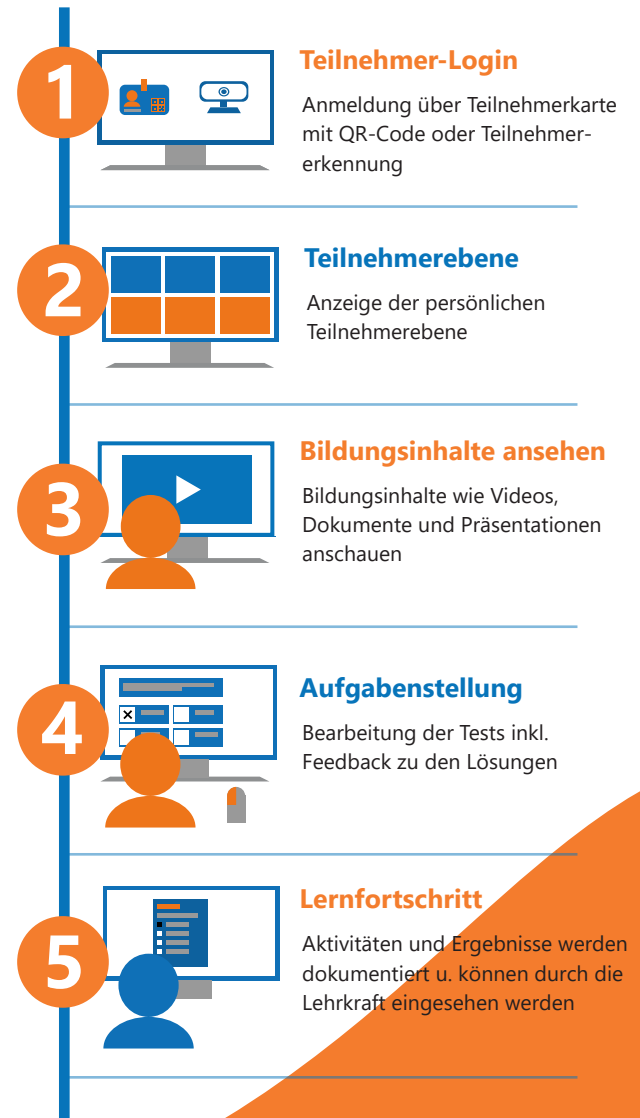 1
Teilnehmer-Login
Anmeldung über Teilnehmerkarte
mit QR-Code oder Teilnehmer-
erkennung
2
Teilnehmerebene
Anzeige der persönlichen
Teilnehmerebene
3
Bildungsinhalte ansehen
Bildungsinhalte wie Videos,
Dokumente und Präsentationen
anschauen
4
Aufgabenstellung
Bearbeitung der Tests inkl.
Feedback zu den Lösungen
5
Lernfortschritt
Aktivitäten und Ergebnisse werden
dokumentiert u. können durch die
Lehrkraft eingesehen werden